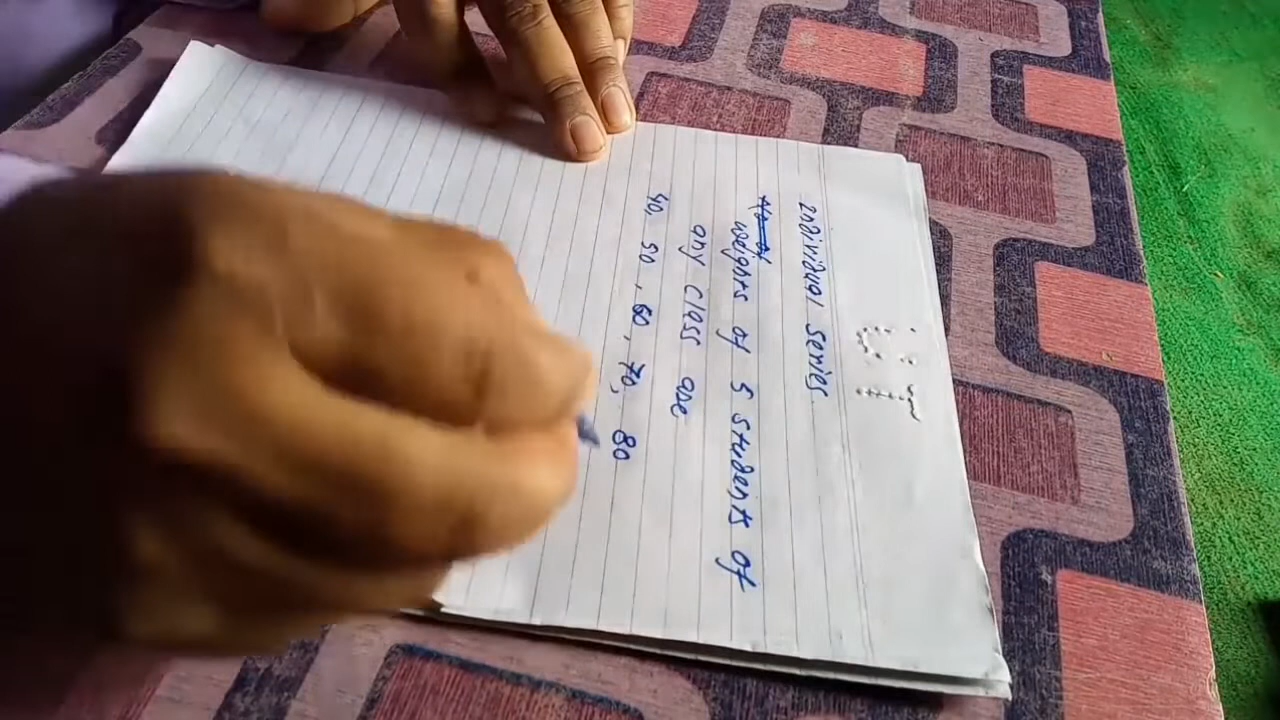 individual series.
weights of 5 students of
any class are
40, 50, 60, 70, 80